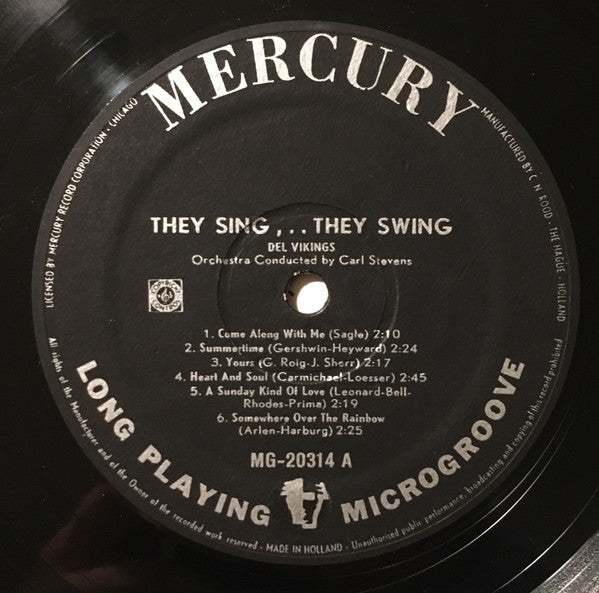 MERCURY
LICENSED BY MERCURY RECORD CORPORATION - CHICAGO
MANUFACTURED BY C. N. ROOD - THE HAGUE - HOLLAND
THEY SING ... THEY SWING
DEL VIKINGS
Orchestra Conducted by Carl Stevens
1. Come Along With Me (Sagle) 2:10
2. Summertime (Gershwin-Heyward) 2:24
3. Yours (G. Roig-J. Sherr) 2:17
4. Heart And Soul (Carmichael-Loesser) 2:45
5. A Sunday Kind Of Love (Leonard-Bell-
Rhodes-Prima) 2:19
6. Somewhere Over The Rainbow
(Arlen-Harburg) 2:25
MG-20314 A
LONG PLAYING MICROGROOVE
All rights of the Manufacturer and of the Owner of the recorded work reserved - MADE IN HOLLAND - Unauthorised public performance, broadcasting and copying of this record prohibited